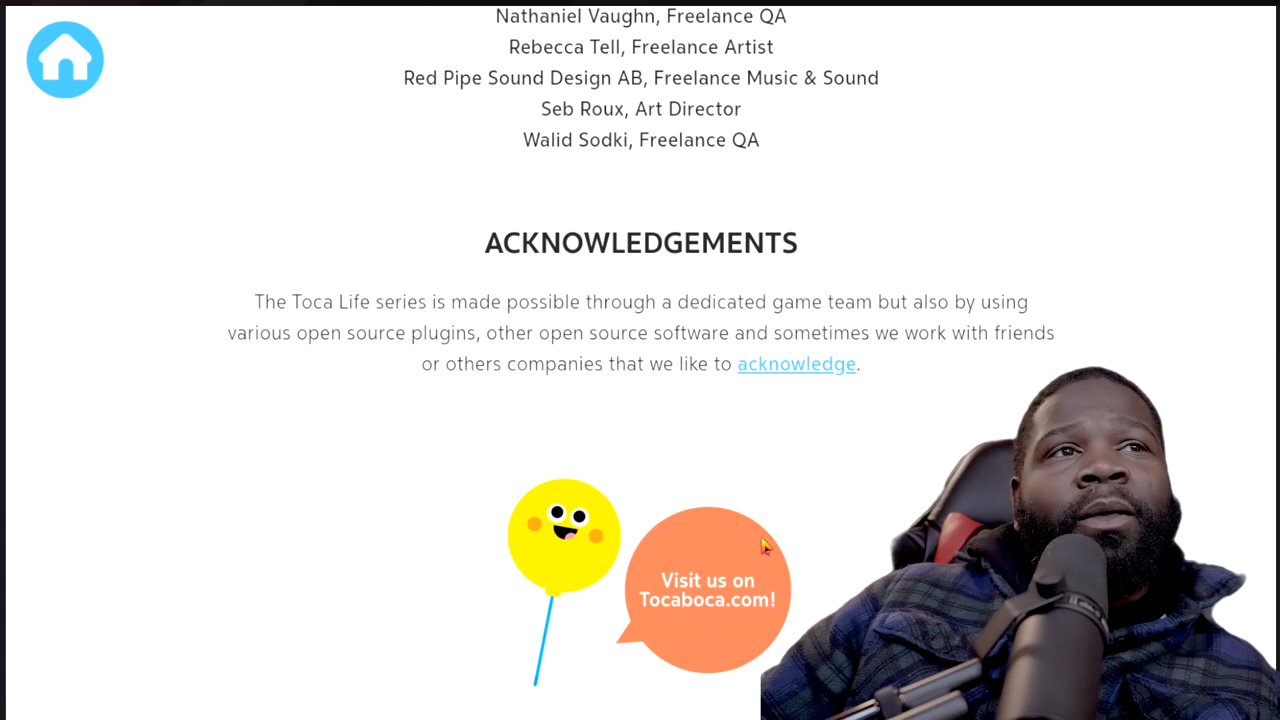 Nathaniel Vaughn, Freelance QA
Rebecca Tell, Freelance Artist
Red Pipe Sound Design AB, Freelance Music & Sound
Seb Roux, Art Director
Walid Sodki, Freelance QA
ACKNOWLEDGEMENTS
The Toca Life series is made possible through a dedicated game team but also by using
various open source plugins, other open source software and sometimes we work with friends
or others companies that we like to acknowledge.
Visit us on
Tocaboca.com!